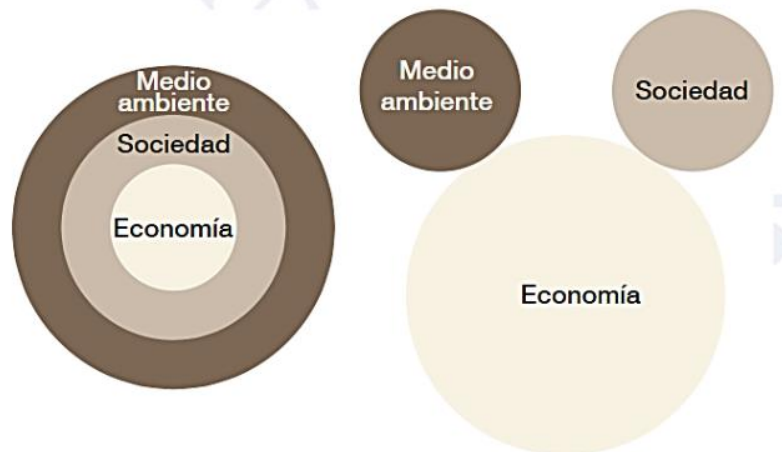 Medio
ambiente
Sociedad
Economía
Medio
ambiente
Sociedad
Economía